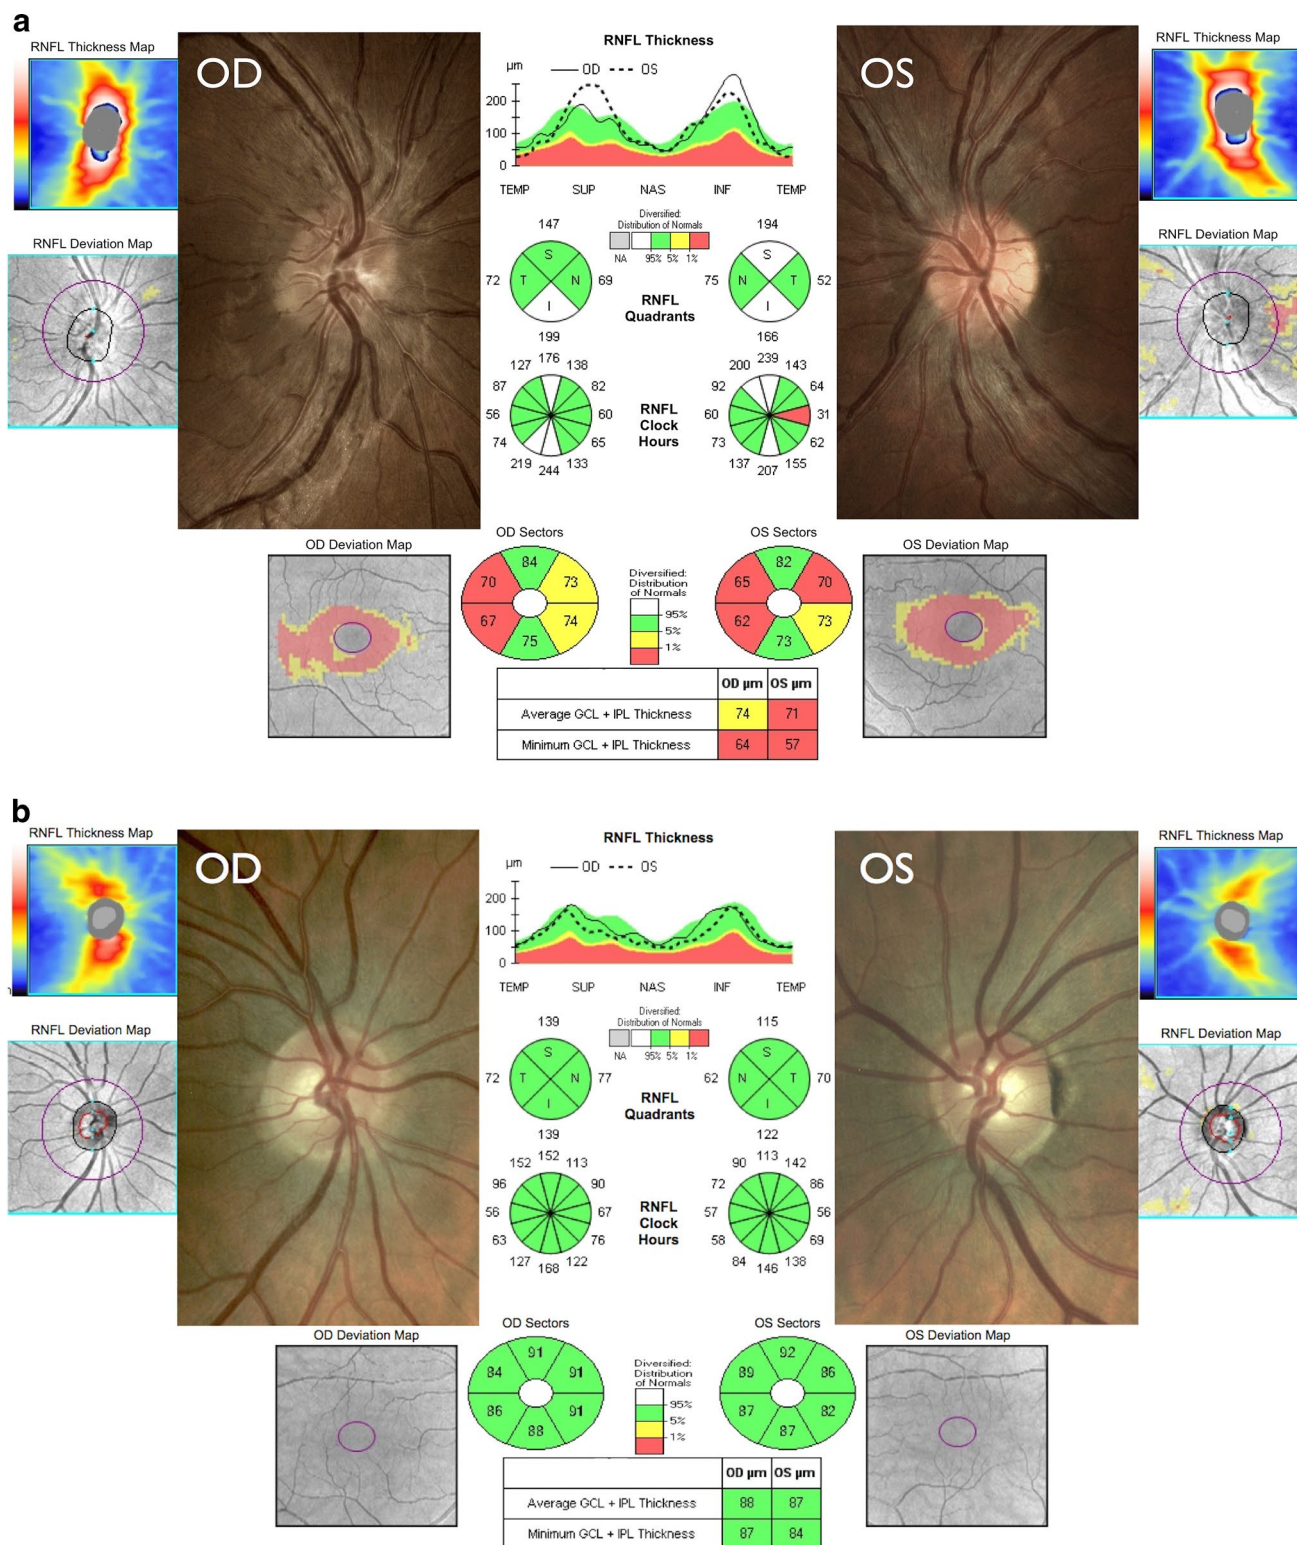 a
RNFL Thickness Map
OD
RNFL Thickness
µm
OD OS
200
100
0
TEMP SUP NAS INF TEMP
OS
RNFL Thickness Map
RNFL Deviation Map
147
Diversified:
Distribution of Normals
NA 95% 5% 1%
194
S
72 T N 69
I
199
RNFL
Quadrants
S
75 N T 52
I
166
RNFL Deviation Map
127 176 138
87 82
56 60
74 65
219 244 133
RNFL
Clock
Hours
200 239 143
92 64
60 31
73 62
137 207 155
OD Deviation Map
OD Sectors
84
70 73
67 74
75
Diversified:
Distribution
of Normals
95%
5%
1%
OS Sectors
82
65 70
62 73
73
OS Deviation Map
OD µm OS µm
Average GCL + IPL Thickness 74 71
Minimum GCL + IPL Thickness 64 57
b
RNFL Thickness Map
OD
RNFL Thickness
µm
OD OS
200
100
0
TEMP SUP NAS INF TEMP
OS
RNFL Thickness Map
RNFL Deviation Map
139
Diversified:
Distribution of Normals
NA 95% 5% 1%
115
S
72 T N 77
I
139
RNFL
Quadrants
S
62 N T 70
I
122
RNFL Deviation Map
152 152 113
96 90
56 67
63 76
127 168 122
RNFL
Clock
Hours
90 113 142
72 86
57 56
58 69
84 146 138
OD Deviation Map
OD Sectors
91
84 91
86 91
88
Diversified:
Distribution
of Normals
95%
5%
1%
OS Sectors
92
89 86
87 82
87
OS Deviation Map
OD µm OS µm
Average GCL + IPL Thickness 88 87
Minimum GCL + IPL Thickness 87 84